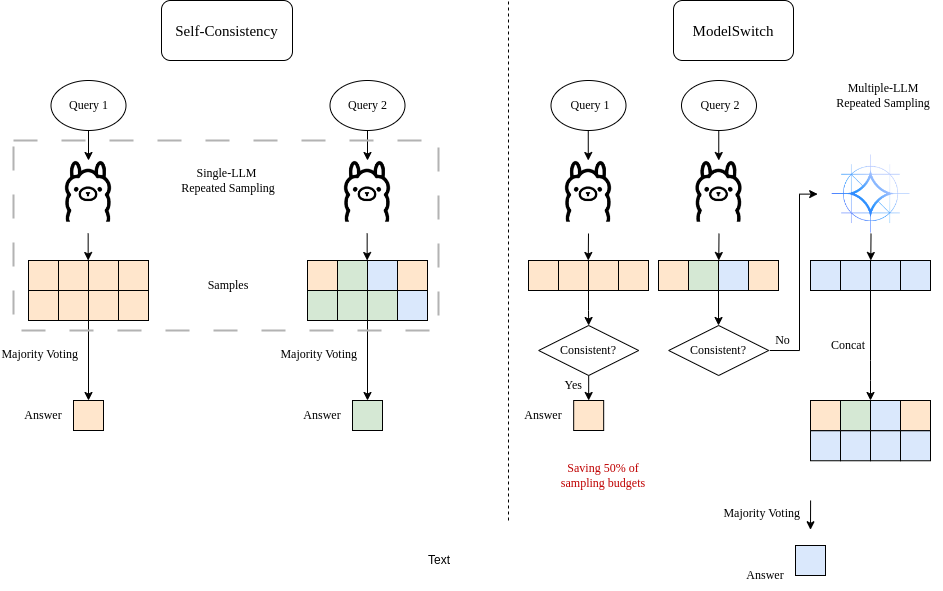 Self-Consistency
Query 1
Query 2
Single-LLM
Repeated Sampling
Samples
Majority Voting
Majority Voting
Answer
Answer
ModelSwitch
Query 1
Query 2
Multiple-LLM
Repeated Sampling
Consistent?
Consistent?
No
Concat
Yes
Answer
Saving 50% of
sampling budgets
Majority Voting
Answer
Text